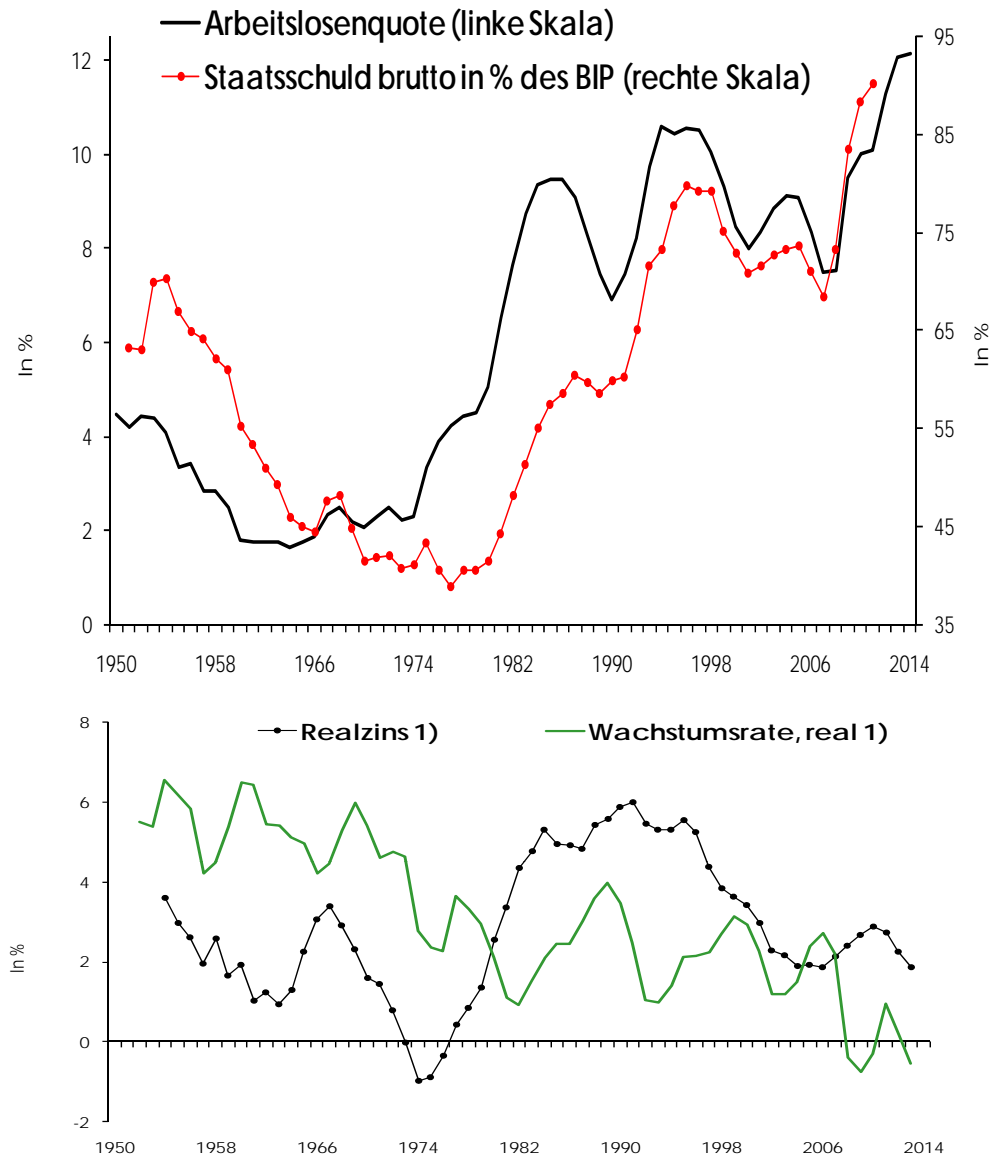 Arbeitslosenquote (linke Skala)
Staatsschuld brutto in % des BIP (rechte Skala)
12
10
8
6
4
2
0
In %
95
85
75
65
55
45
35
In %
1950 1958 1966 1974 1982 1990 1998 2006 2014
Realzins 1)
Wachstumsrate, real 1)
8
6
4
2
0
-2
In %
1950 1958 1966 1974 1982 1990 1998 2006 2014